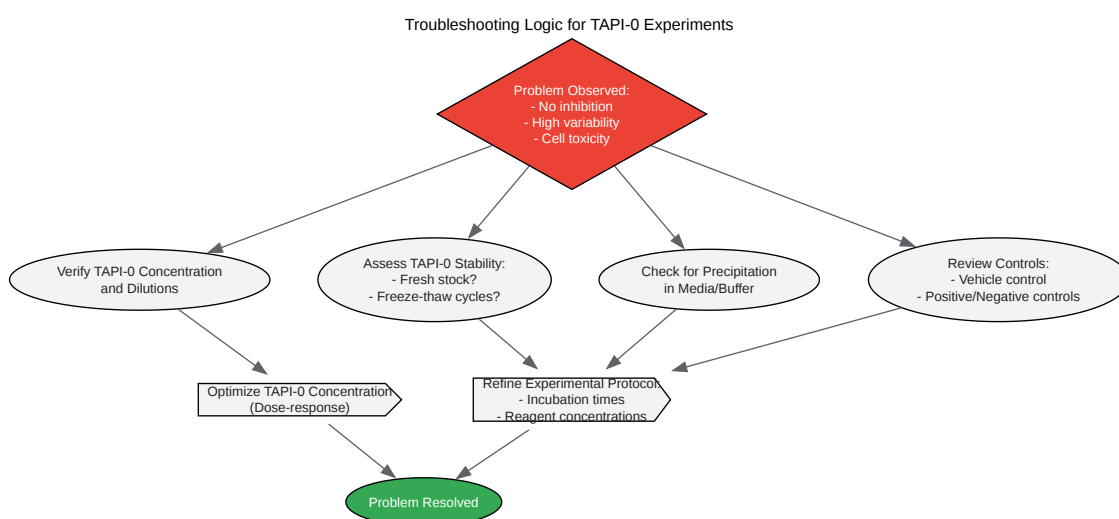 Troubleshooting Logic for TAPI-0 Experiments
Problem Observed:
- No inhibition
- High variability
- Cell toxicity
Verify TAPI-0 Concentration
and Dilutions
Assess TAPI-0 Stability:
- Fresh stock?
- Freeze-thaw cycles?
Check for Precipitation
in Media/Buffer
Review Controls:
- Vehicle control
- Positive/Negative controls
Optimize TAPI-0 Concentration
(Dose-response)
Refine Experimental Protocol:
- Incubation times
- Reagent concentrations
Problem Resolved